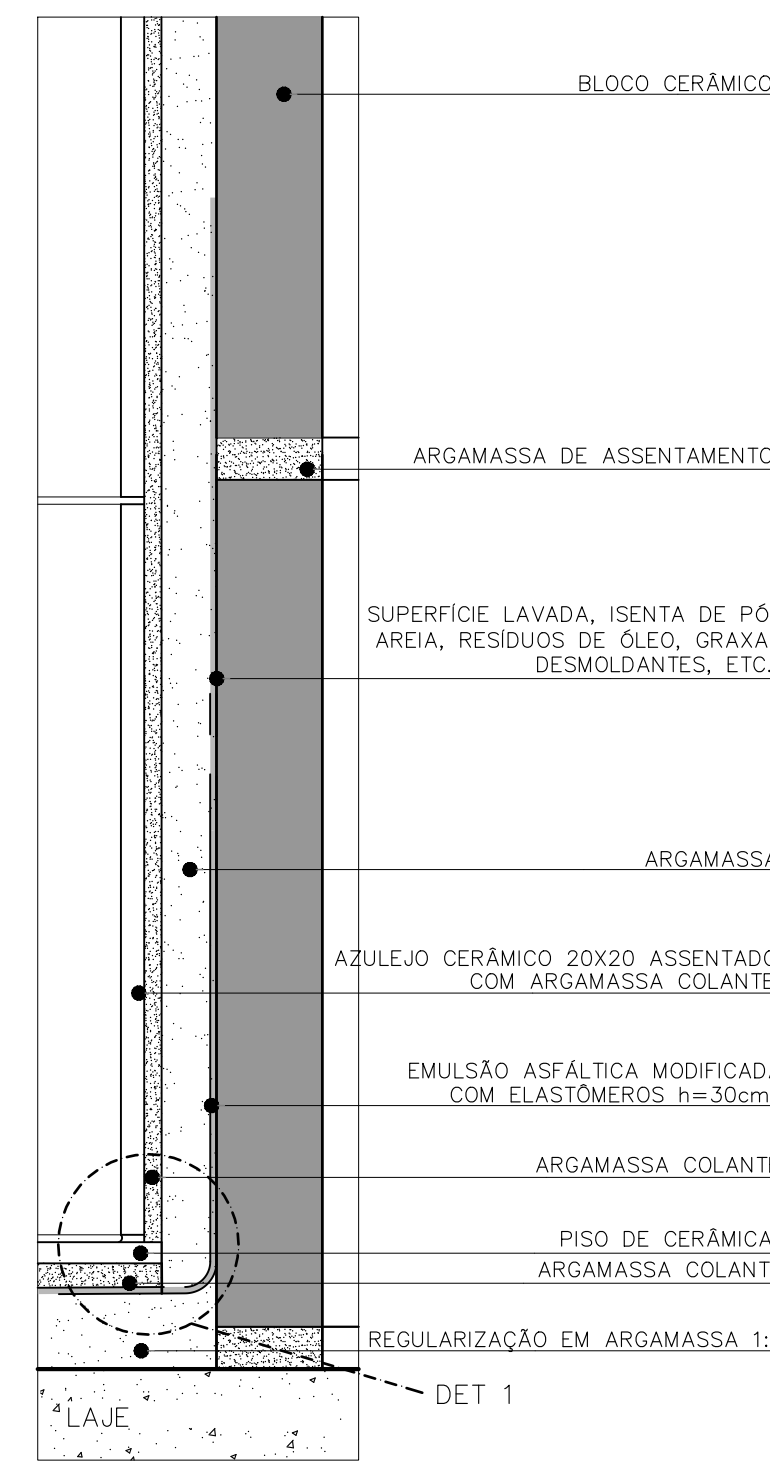 BLOCO CERÂMICO
ARGAMASSA DE ASSENTAMENTO
SUPERFÍCIE LAVADA, ISENTA DE PÓ
AREIA, RESÍDUOS DE ÓLEO, GRAXA
DESMOLDANTES, ETC.
ARGAMASSA
AZULEJO CERÂMICO 20X20 ASSENTADO
COM ARGAMASSA COLANTE
EMULSÃO ASFÁLTICA MODIFICADA
COM ELASTÔMEROS h=30cm
ARGAMASSA COLANTE
PISO DE CERÂMICA
ARGAMASSA COLANT
REGULARIZAÇÃO EM ARGAMASSA 1:
DET 1
LAJE